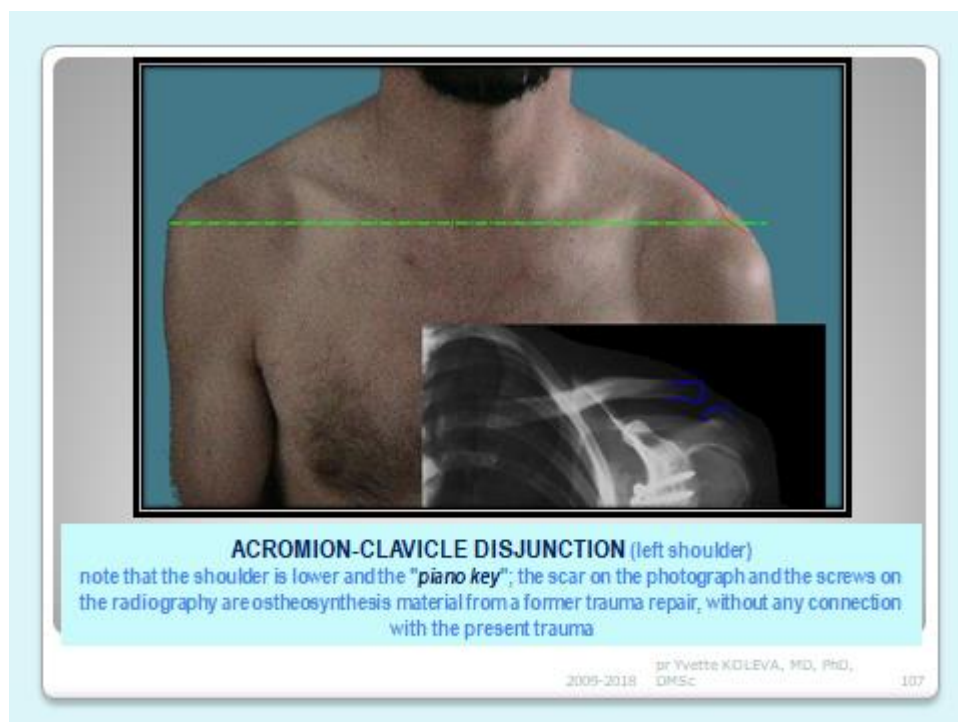 ACROMION-CLAVICLE DISJUNCTION (left shoulder)
note that the shoulder is lower and the "piano key"; the scar on the photograph and the screws on
the radiography are ostheosynthesis material from a former trauma repair, without any connection
with the present trauma
pr Yvette KOLEVA, MD, PhD,
2009-2018 DMSc 107